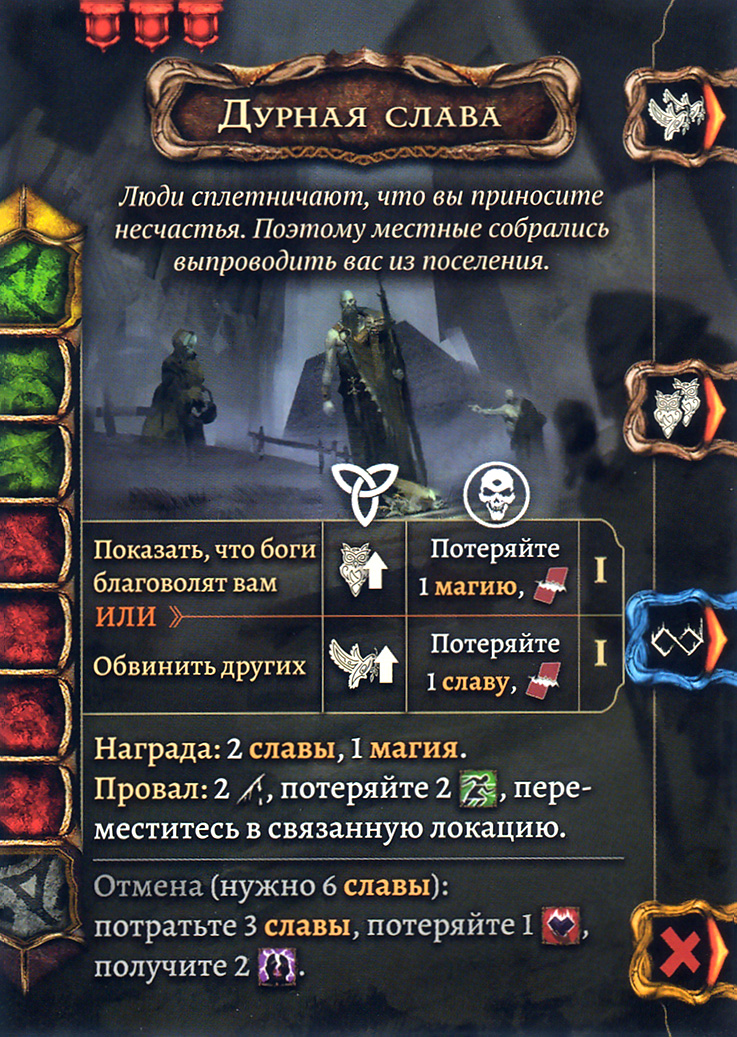 Дурная слава
Люди сплетничают, что вы приносите
несчастья. Поэтому местные собрались
выпроводить вас из поселения.
Показать, что боги
благоволят вам
Потеряйте
1 магию,
I
ИЛИ
Обвинить других
Потеряйте
1 славу,
I
Награда: 2 славы, 1 магия.
Провал: 2 , потеряйте 2 , пере-
меститесь в связанную локацию.
Отмена (нужно 6 славы):
потратьте 3 славы, потеряйте 1 ,
получите 2 .